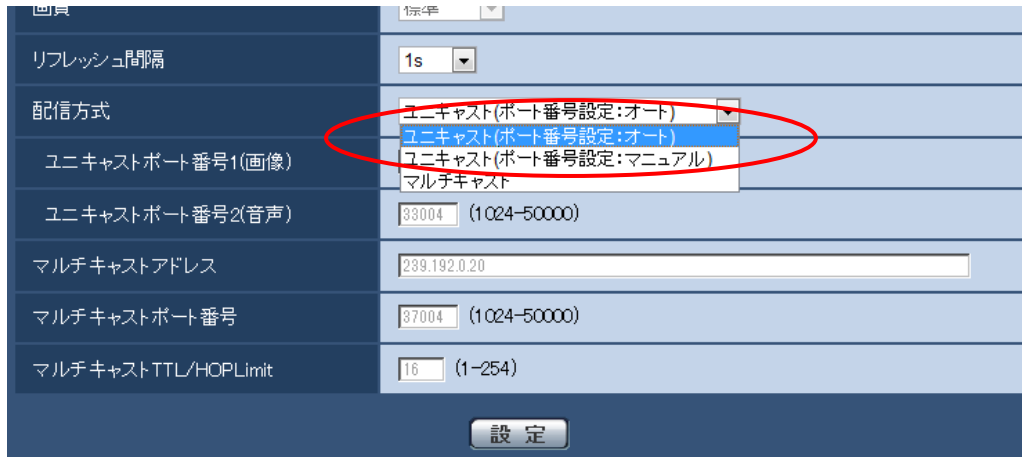 画質 標準
リフレッシュ間隔 1s
配信方式 ユニキャスト(ポート番号設定:オート)
ユニキャスト(ポート番号設定:オート)
ユニキャスト(ポート番号設定:マニュアル)
マルチキャスト
ユニキャストポート番号1(画像)
ユニキャストポート番号2(音声) 33004 (1024-50000)
マルチキャストアドレス 239.192.0.20
マルチキャストポート番号 37004 (1024-50000)
マルチキャストTTL/HOPLimit 16 (1-254)
設定